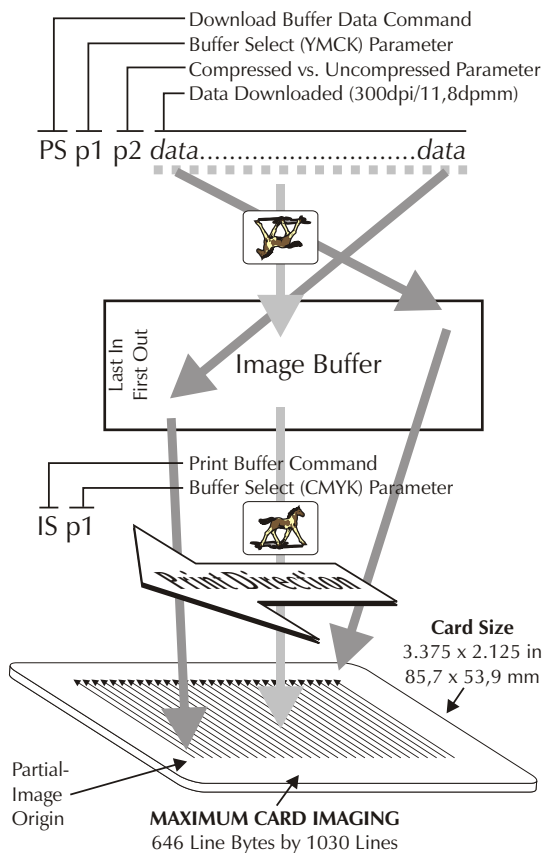 Download Buffer Data Command
Buffer Select (YMCK) Parameter
Compressed vs. Uncompressed Parameter
Data Downloaded (300dpi/11,8dpmm)
PS p1 p2 data...............................data
Last In
First Out
Image Buffer
Print Buffer Command
Buffer Select (CMYK) Parameter
IS p1
Print Direction
Card Size
3.375 x 2.125 in
85,7 x 53,9 mm
Partial-
Image
Origin
MAXIMUM CARD IMAGING
646 Line Bytes by 1030 Lines